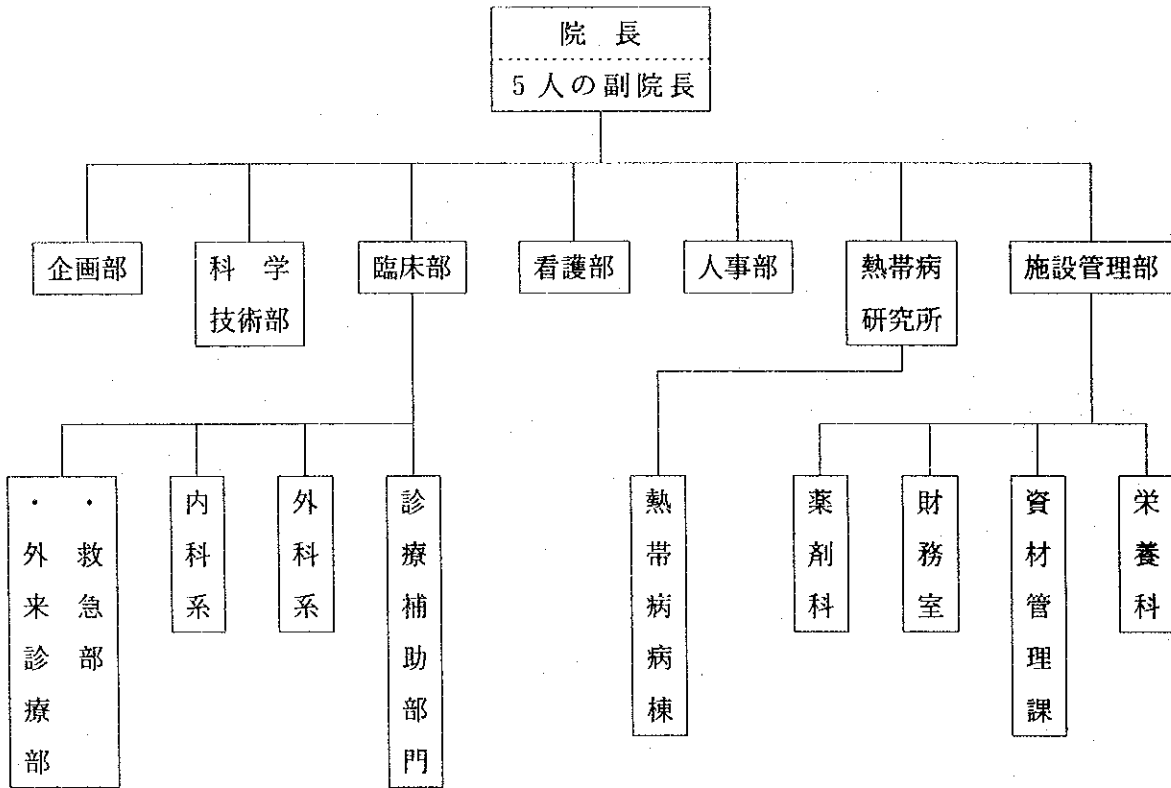 院長
5人の副院長
企画部
科学
技術部
臨床部
看護部
人事部
熱帯病
研究所
施設管理部
・救急部
・外来診療部
内科系
外科系
診療補助部門
熱帯病病棟
薬剤科
財務室
資材管理課
栄養科